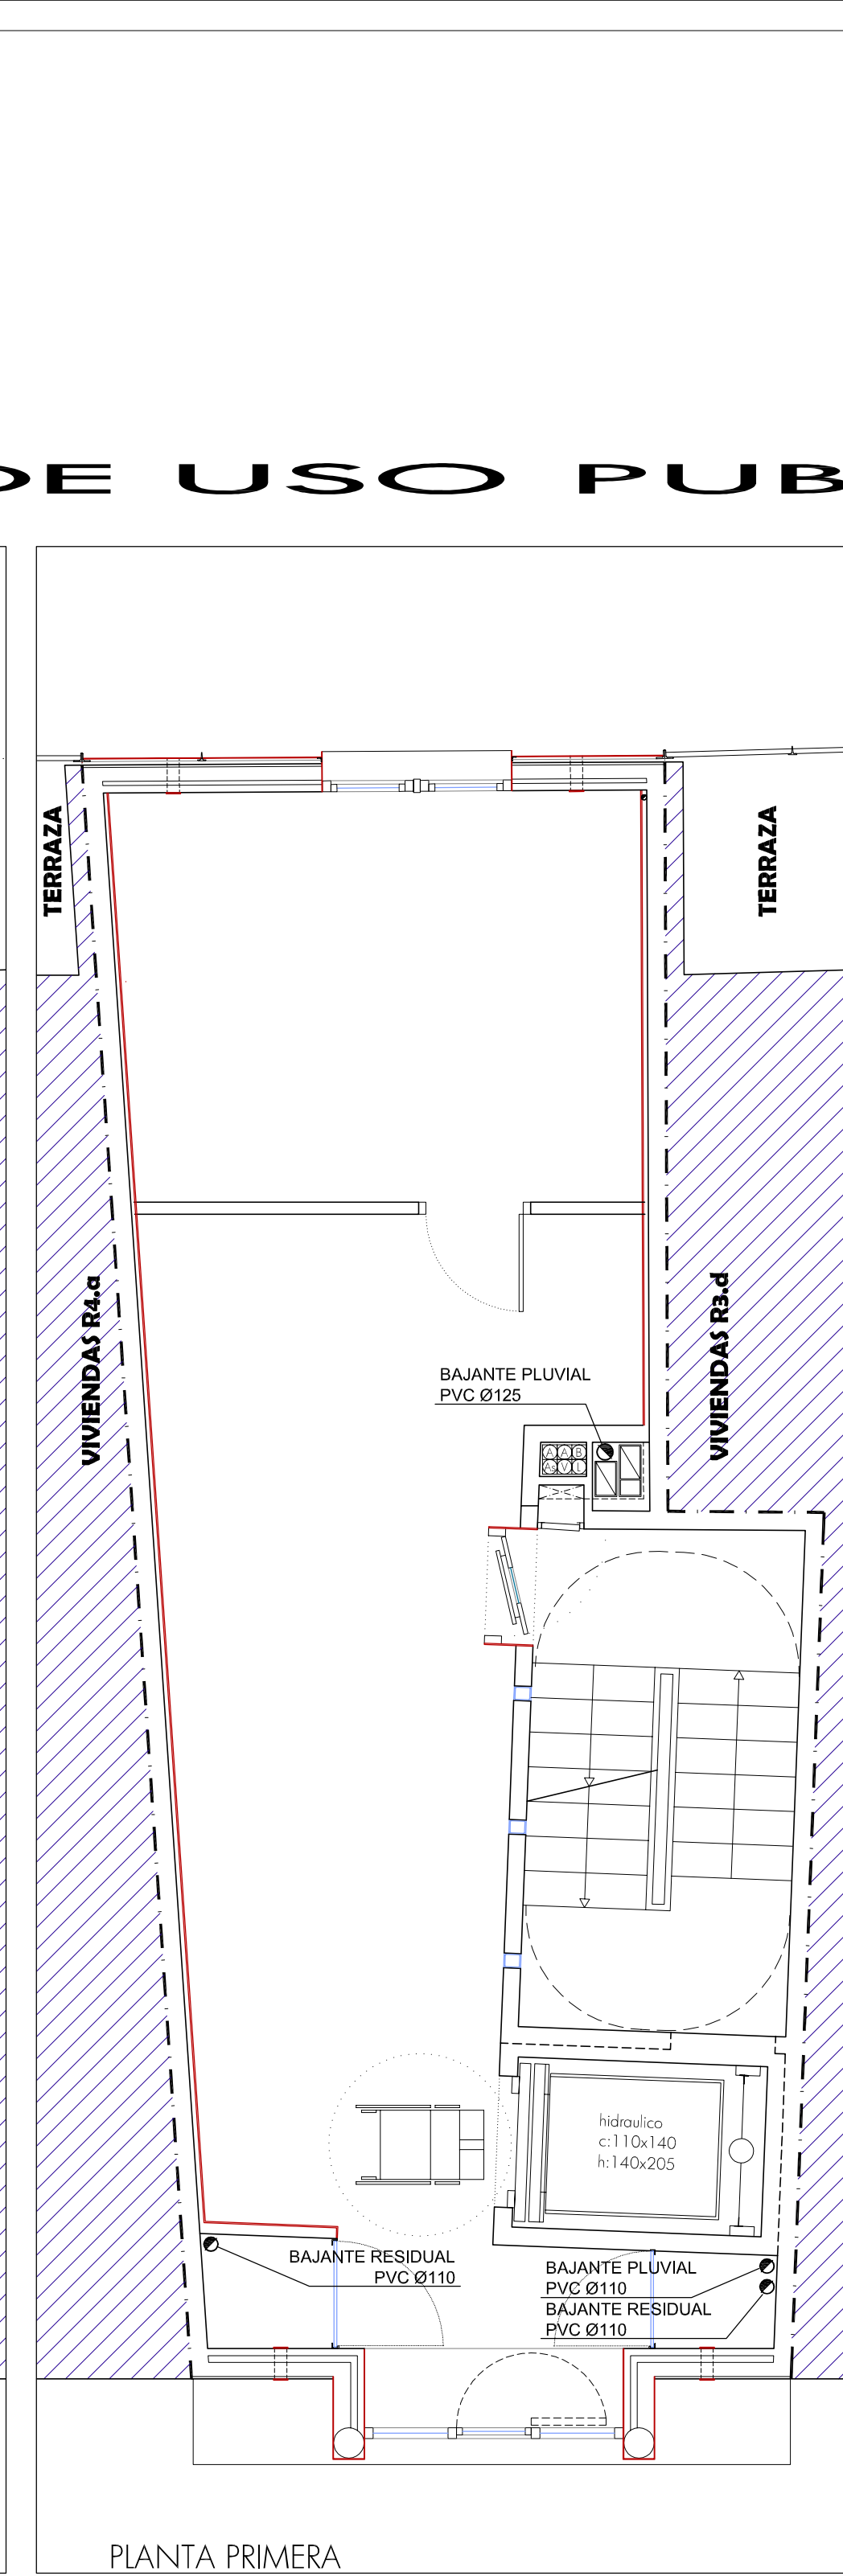 DE USO PUB
TERRAZA
TERRAZA
VIVIENDAS R4.a
VIVIENDAS R3.d
BAJANTE PLUVIAL
PVC Ø125
A A B
As V L
hidraulico
c:110x140
h:140x205
BAJANTE RESIDUAL
PVC Ø110
BAJANTE PLUVIAL
PVC Ø110
BAJANTE RESIDUAL
PVC Ø110
PLANTA PRIMERA